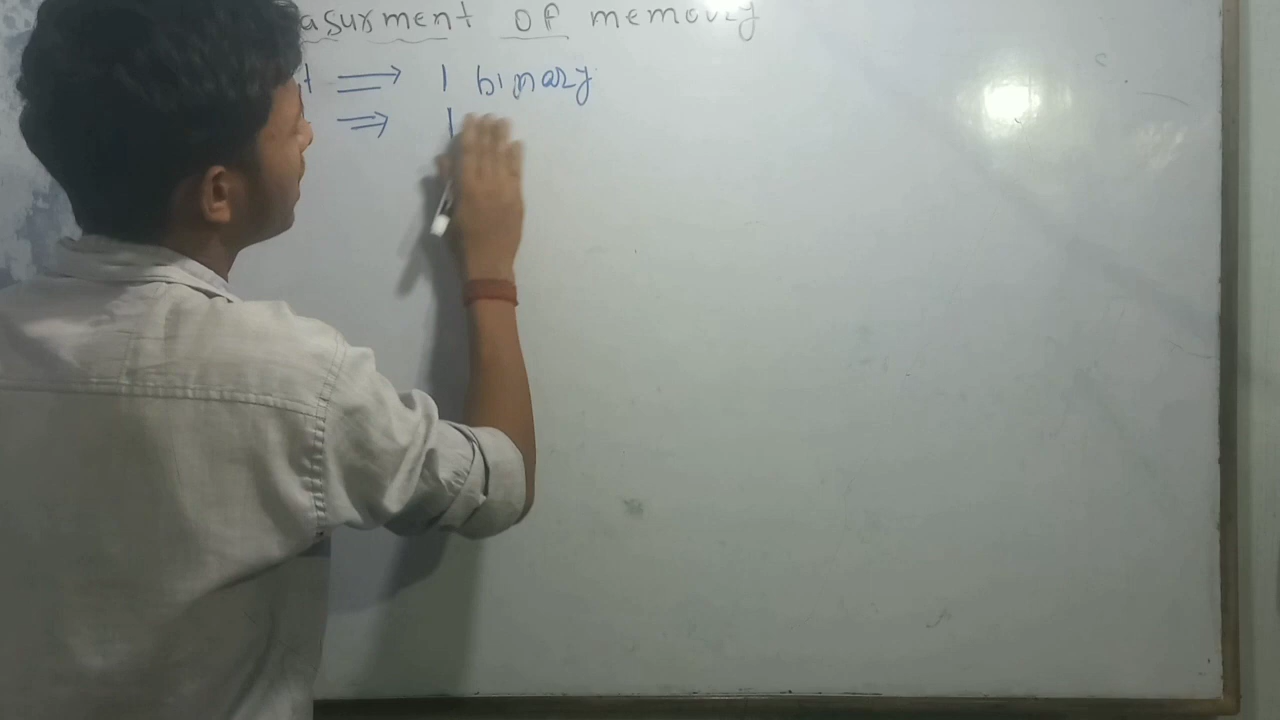 asurment OF memory
t ⟹ 1 binary
⟹ 1